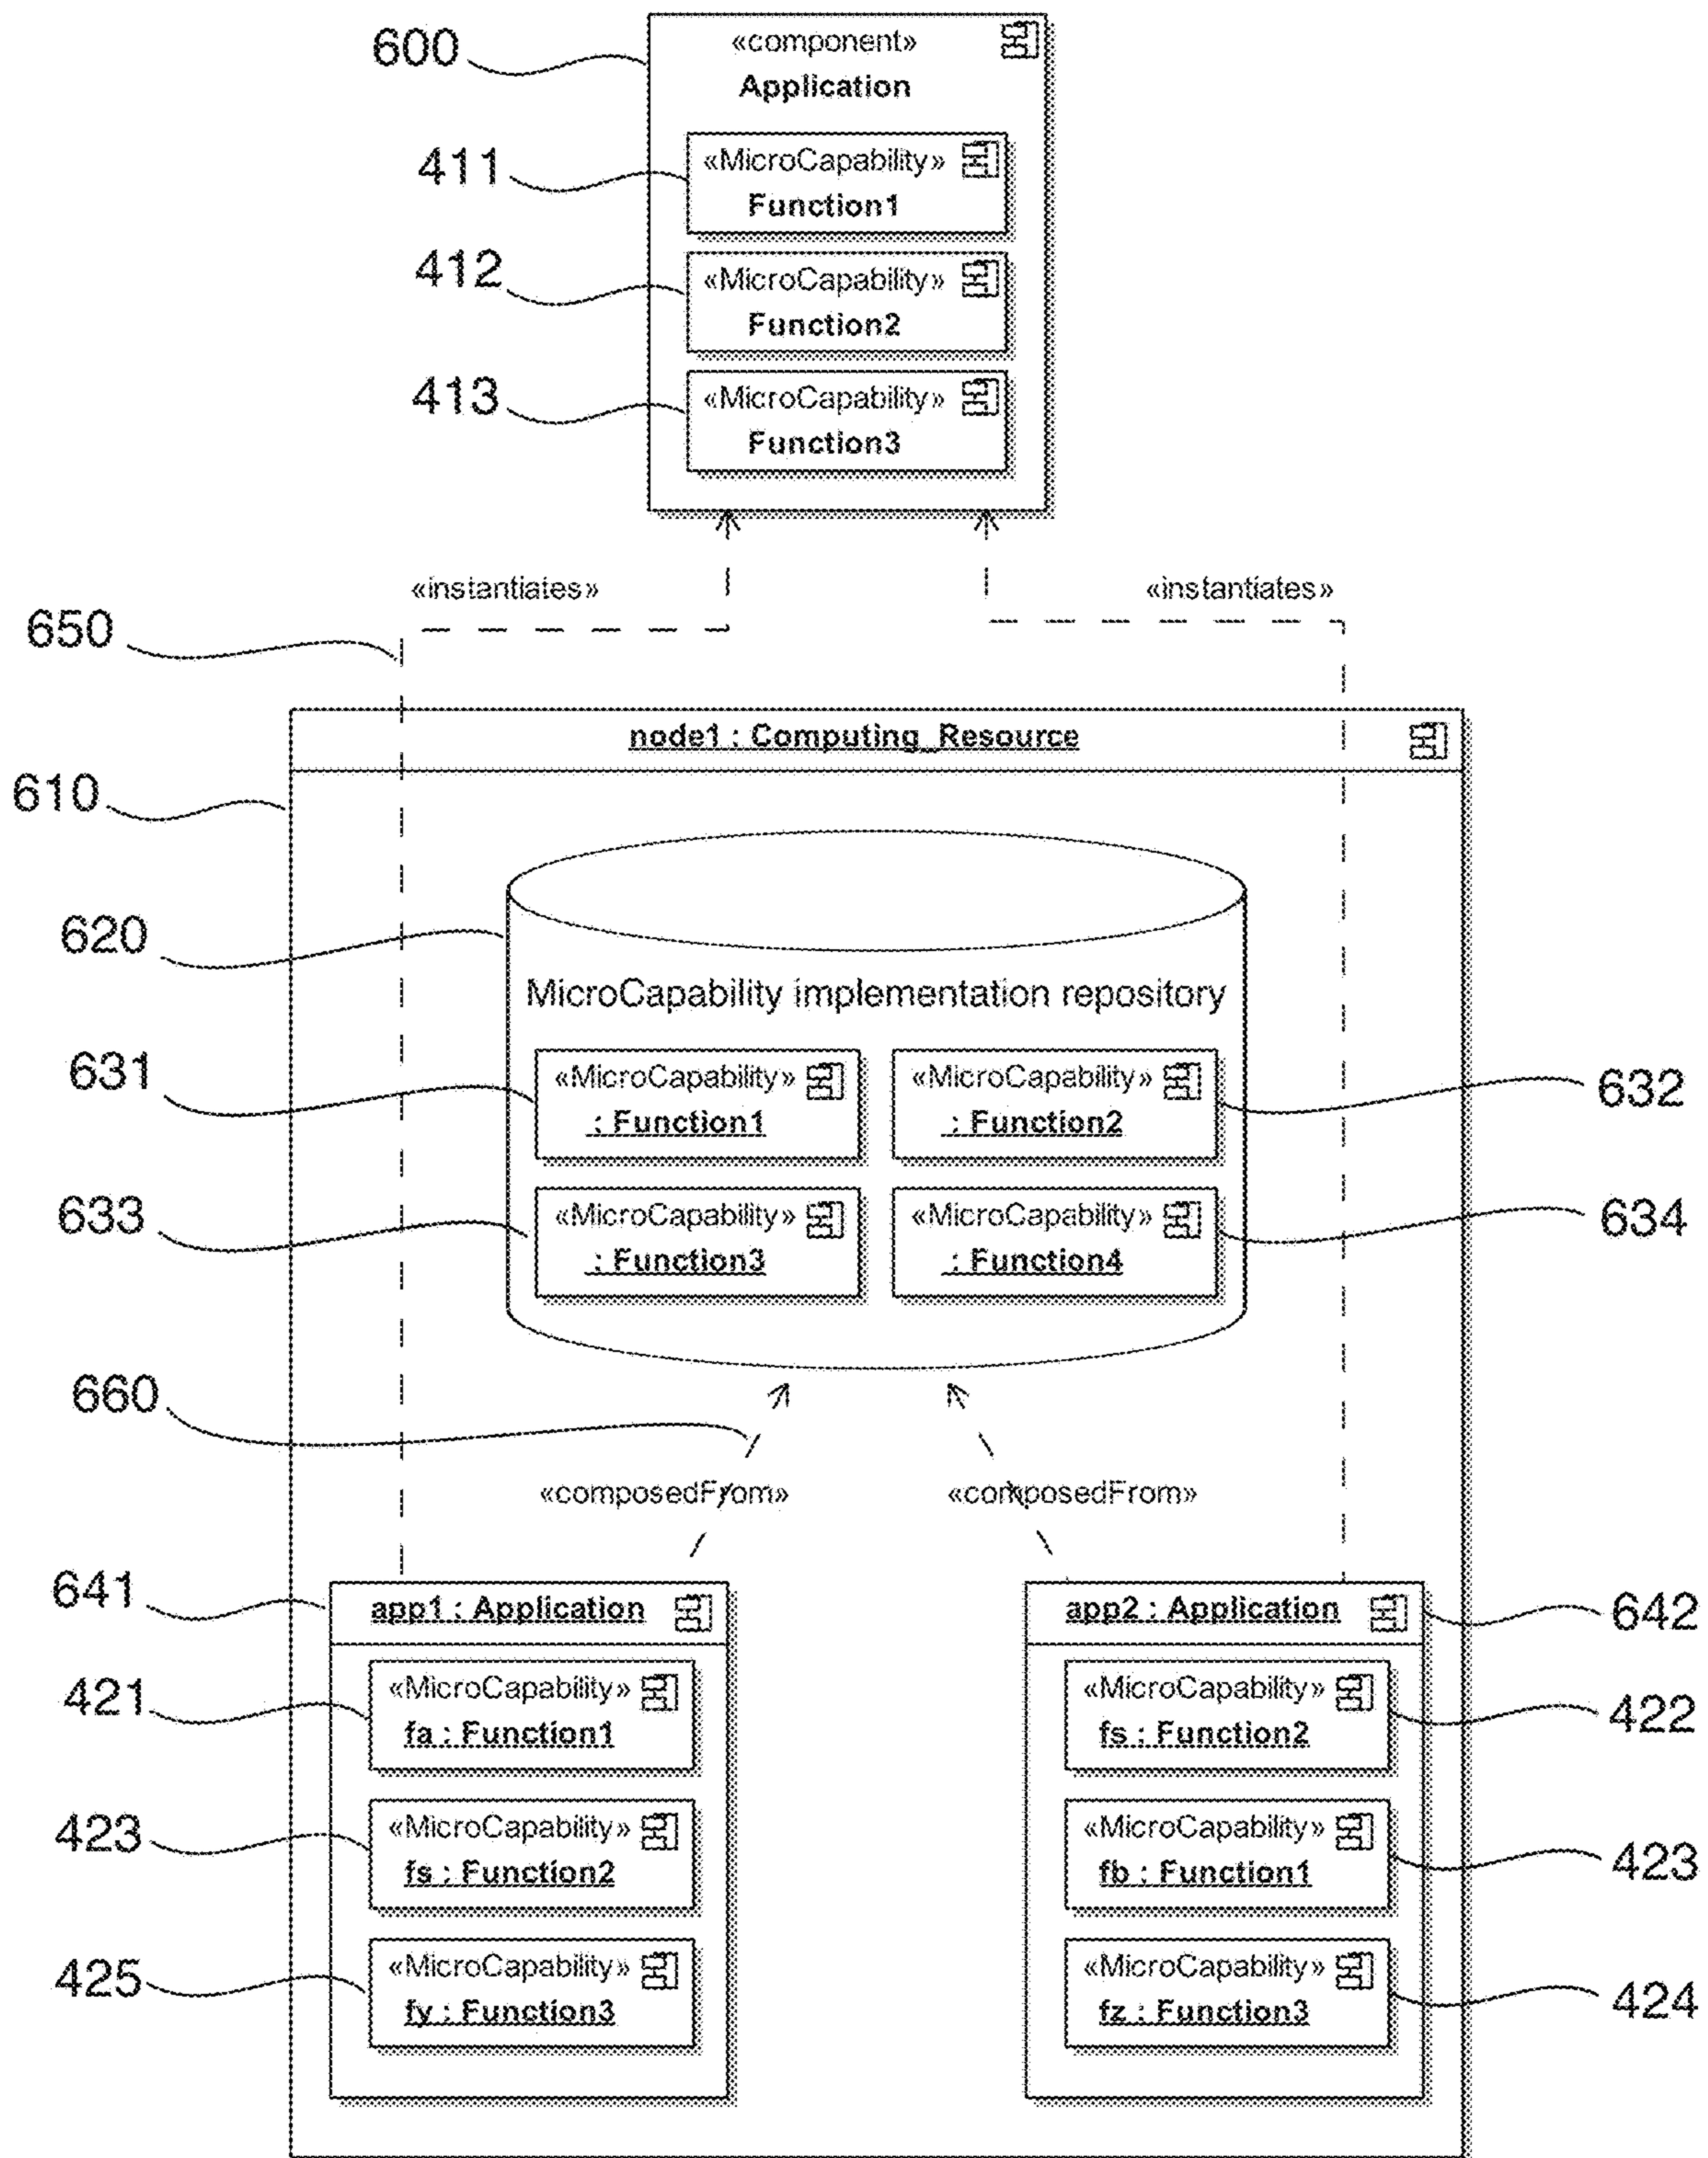 600
«component»
Application
411
«MicroCapability»
Function1
412
«MicroCapability»
Function2
413
«MicroCapability»
Function3
«instantiates»
«instantiates»
650
node1 : Computing_Resource
610
620
MicroCapability implementation repository
631
«MicroCapability»
: Function1
«MicroCapability»
: Function2
632
633
«MicroCapability»
: Function3
«MicroCapability»
: Function4
634
660
«composedFrom»
«composedFrom»
641
app1 : Application
app2 : Application
642
421
«MicroCapability»
fa : Function1
«MicroCapability»
fs : Function2
422
423
«MicroCapability»
fs : Function2
«MicroCapability»
fb : Function1
423
425
«MicroCapability»
fy : Function3
«MicroCapability»
fz : Function3
424